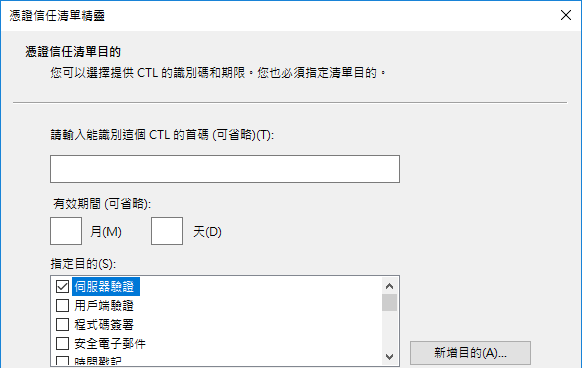 憑證信任清單精靈
憑證信任清單目的
您可以選擇提供 CTL 的識別碼和期限。您也必須指定清單目的。
請輸入能識別這個 CTL 的首碼 (可省略)(T):
有效期間 (可省略):
月(M) 天(D)
指定目的(S):
伺服器驗證
用戶端驗證
程式碼簽署
安全電子郵件
時間戳記
新增目的(A)...